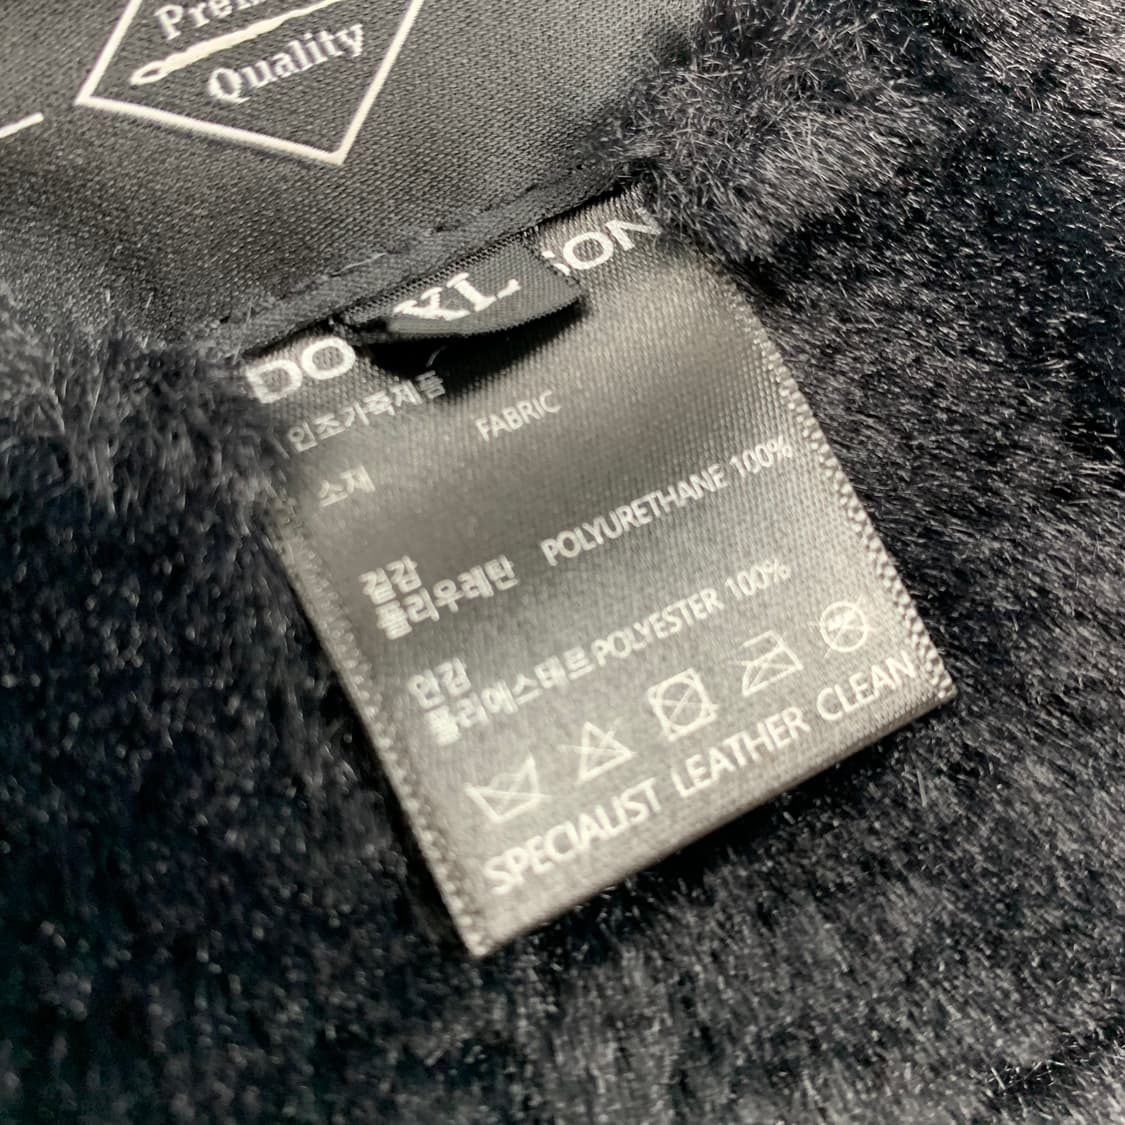 Quality
XL
인조가죽제품
소재 FABRIC
겉감
폴리우레탄 POLYURETHANE 100%
안감
폴리에스테르 POLYESTER 100%
SPECIALIST LEATHER CLEAN